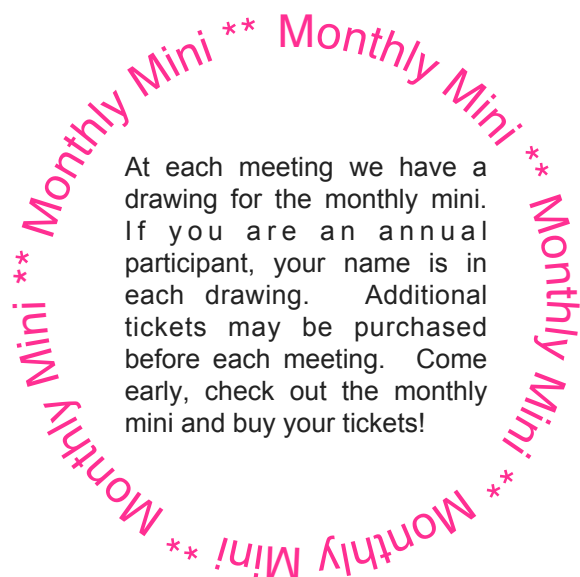 Monthly Mini ** Monthly Mini ** Monthly Mini ** Monthly Mini ** Monthly Mini **
At each meeting we have a
drawing for the monthly mini.
If you are an annual
participant, your name is in
each drawing. Additional
tickets may be purchased
before each meeting. Come
early, check out the monthly
mini and buy your tickets!